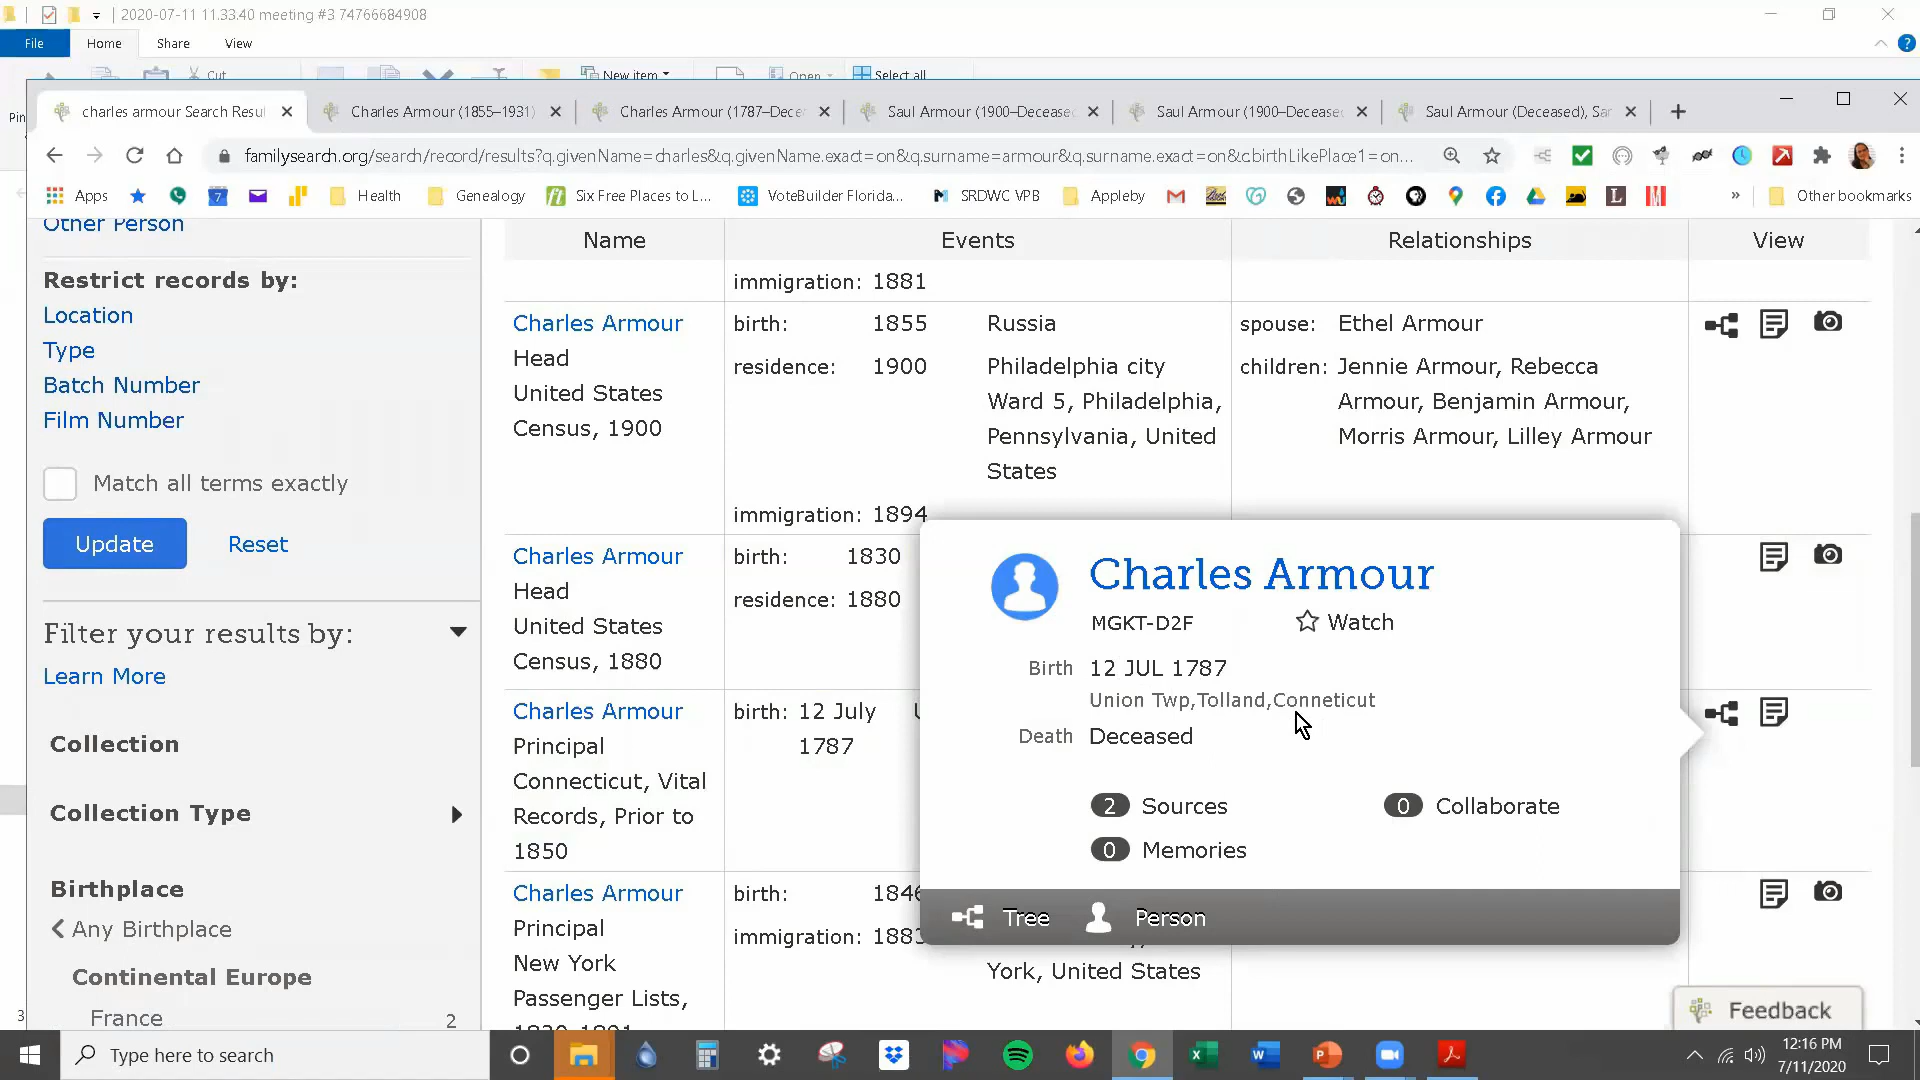 2020-07-11 11.33.40 meeting #3 74766684908
File
Home
Share
View
Cut
New item
Open
Select all
Pin
charles armour Search Resul
Charles Armour (1855–1931)
Charles Armour (1787–Dece
Saul Armour (1900–Deceased
Saul Armour (1900–Deceased
Saul Armour (Deceased), Sar
familysearch.org/search/record/results?q.givenName=charles&q.givenName.exact=on&q.surname=armour&q.surname.exact=on&c.birthLikePlace1=on...
Apps
Health
Genealogy
Six Free Places to L...
VoteBuilder Florida...
SRDWC VPB
Appleby
Other bookmarks
Other Person
Restrict records by:
Location
Type
Batch Number
Film Number
Match all terms exactly
Update
Reset
Filter your results by:
Learn More
Collection
Collection Type
Birthplace
Any Birthplace
Continental Europe
France 2
Name
Events
Relationships
View
immigration: 1881
Charles Armour
Head
United States
Census, 1900
birth: 1855 Russia
residence: 1900 Philadelphia city
Ward 5, Philadelphia,
Pennsylvania, United
States
immigration: 1894
spouse: Ethel Armour
children: Jennie Armour, Rebecca
Armour, Benjamin Armour,
Morris Armour, Lilley Armour
Charles Armour
Head
United States
Census, 1880
birth: 1830
residence: 1880
Charles Armour
Principal
Connecticut, Vital
Records, Prior to
1850
birth: 12 July
1787
Charles Armour
Principal
New York
Passenger Lists,
1820-1891
birth: 1846
immigration: 1883
York, United States
Charles Armour
MGKT-D2F
Watch
Birth 12 JUL 1787
Union Twp,Tolland,Conneticut
Death Deceased
2 Sources
0 Collaborate
0 Memories
Tree
Person
Feedback
3
Type here to search
12:16 PM
7/11/2020